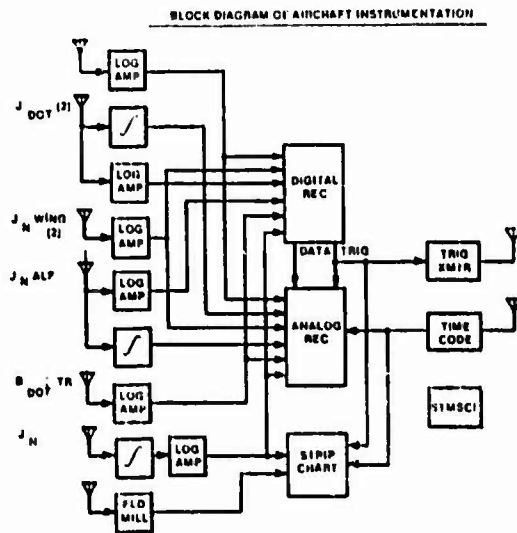 BLOCK DIAGRAM OF AIRCRAFT INSTRUMENTATION
LOG AMP
J DOT (2)
∫
LOG AMP
DIGITAL REC
J N WING (2)
LOG AMP
DATA
TRIG
TRIG XMTR
J N ALP
LOG AMP
∫
ANALOG REC
TIME CODE
B DOT TR
LOG AMP
J N
∫
LOG AMP
STRIP CHART
FLD MILL